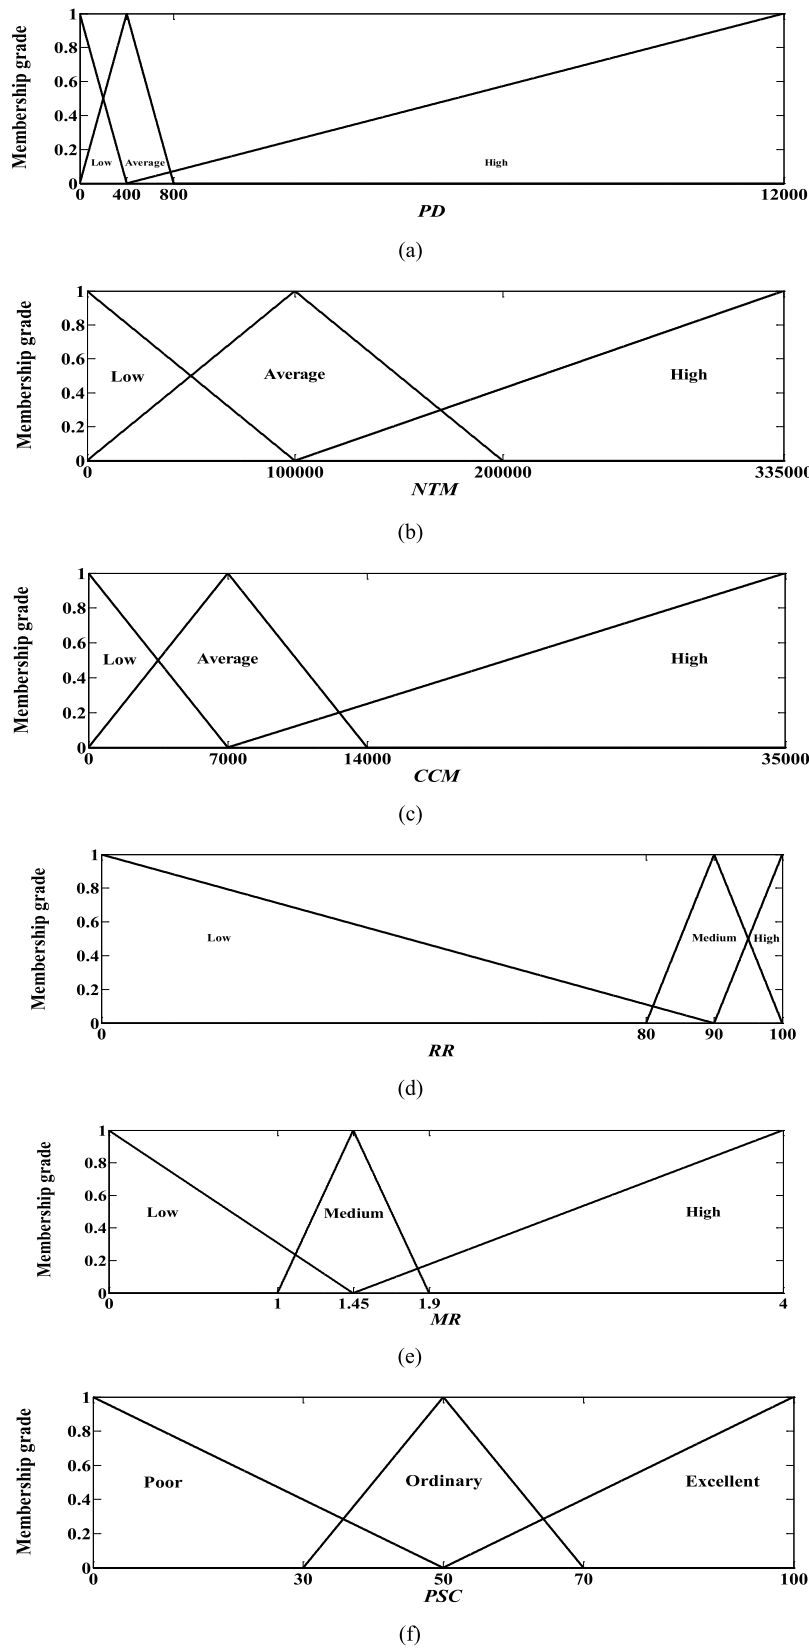 1
0.8
0.6
0.4
0.2
0
Membership grade
Low Average High
0 400 800 12000
PD
(a)
1
0.8
0.6
0.4
0.2
0
Membership grade
Low Average High
0 100000 200000 335000
NTM
(b)
1
0.8
0.6
0.4
0.2
0
Membership grade
Low Average High
0 7000 14000 35000
CCM
(c)
1
0.8
0.6
0.4
0.2
0
Membership grade
Low Medium High
0 80 90 100
RR
(d)
1
0.8
0.6
0.4
0.2
0
Membership grade
Low Medium High
0 1 1.45 1.9 4
MR
(e)
1
0.8
0.6
0.4
0.2
0
Membership grade
Poor Ordinary Excellent
0 30 50 70 100
PSC
(f)